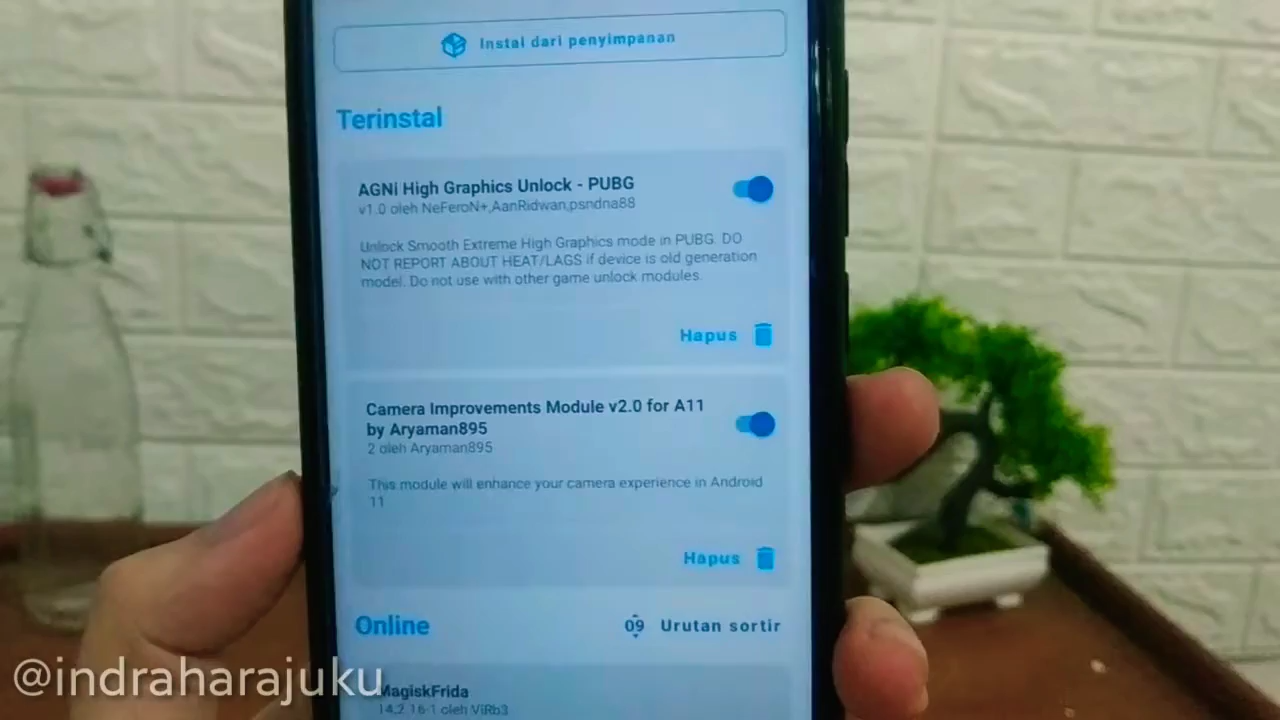 Instal dari penyimpanan
Terinstal
AGNi High Graphics Unlock - PUBG
v1.0 oleh NeFeroN+,AanRidwan,psndna88
Unlock Smooth Extreme High Graphics mode in PUBG. DO
NOT REPORT ABOUT HEAT/LAGS if device is old generation
model. Do not use with other game unlock modules.
Hapus
Camera Improvements Module v2.0 for A11
by Aryaman895
2 oleh Aryaman895
This module will enhance your camera experience in Android
11
Hapus
Online
Urutan sortir
MagiskFrida
14.2.16-1 oleh ViRb3
@indraharajuku